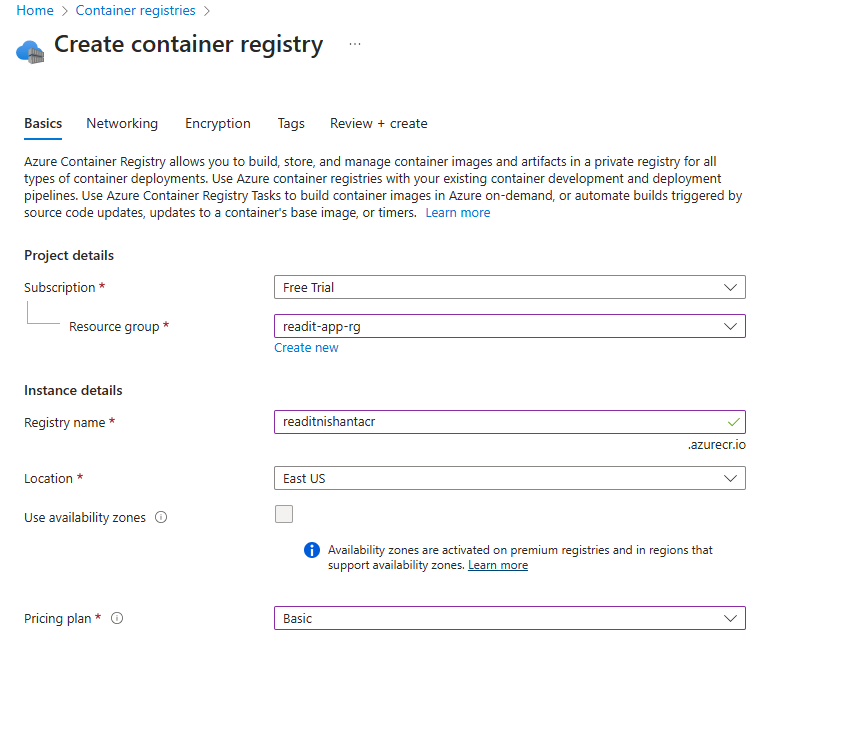 Home > Container registries >
Create container registry ...
Basics Networking Encryption Tags Review + create
Azure Container Registry allows you to build, store, and manage container images and artifacts in a private registry for all
types of container deployments. Use Azure container registries with your existing container development and deployment
pipelines. Use Azure Container Registry Tasks to build container images in Azure on-demand, or automate builds triggered by
source code updates, updates to a container's base image, or timers. Learn more
Project details
Subscription * Free Trial
Resource group * readit-app-rg
Create new
Instance details
Registry name * readitnishantacr
.azurecr.io
Location * East US
Use availability zones
Availability zones are activated on premium registries and in regions that
support availability zones. Learn more
Pricing plan * Basic